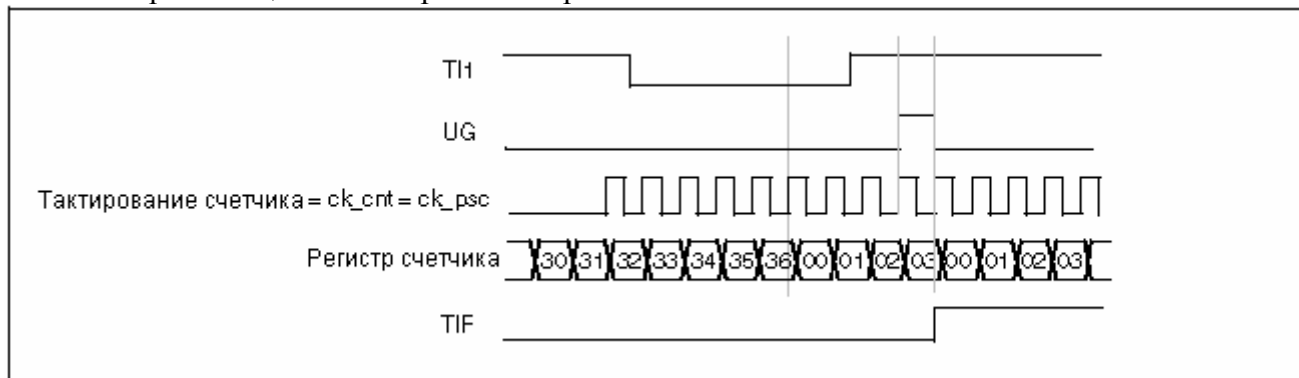 TI1
UG
Тактирование счетчика = ck_cnt = ck_psc
Регистр счетчика 30 31 32 33 34 35 36 00 01 02 03 00 01 02 03
TIF